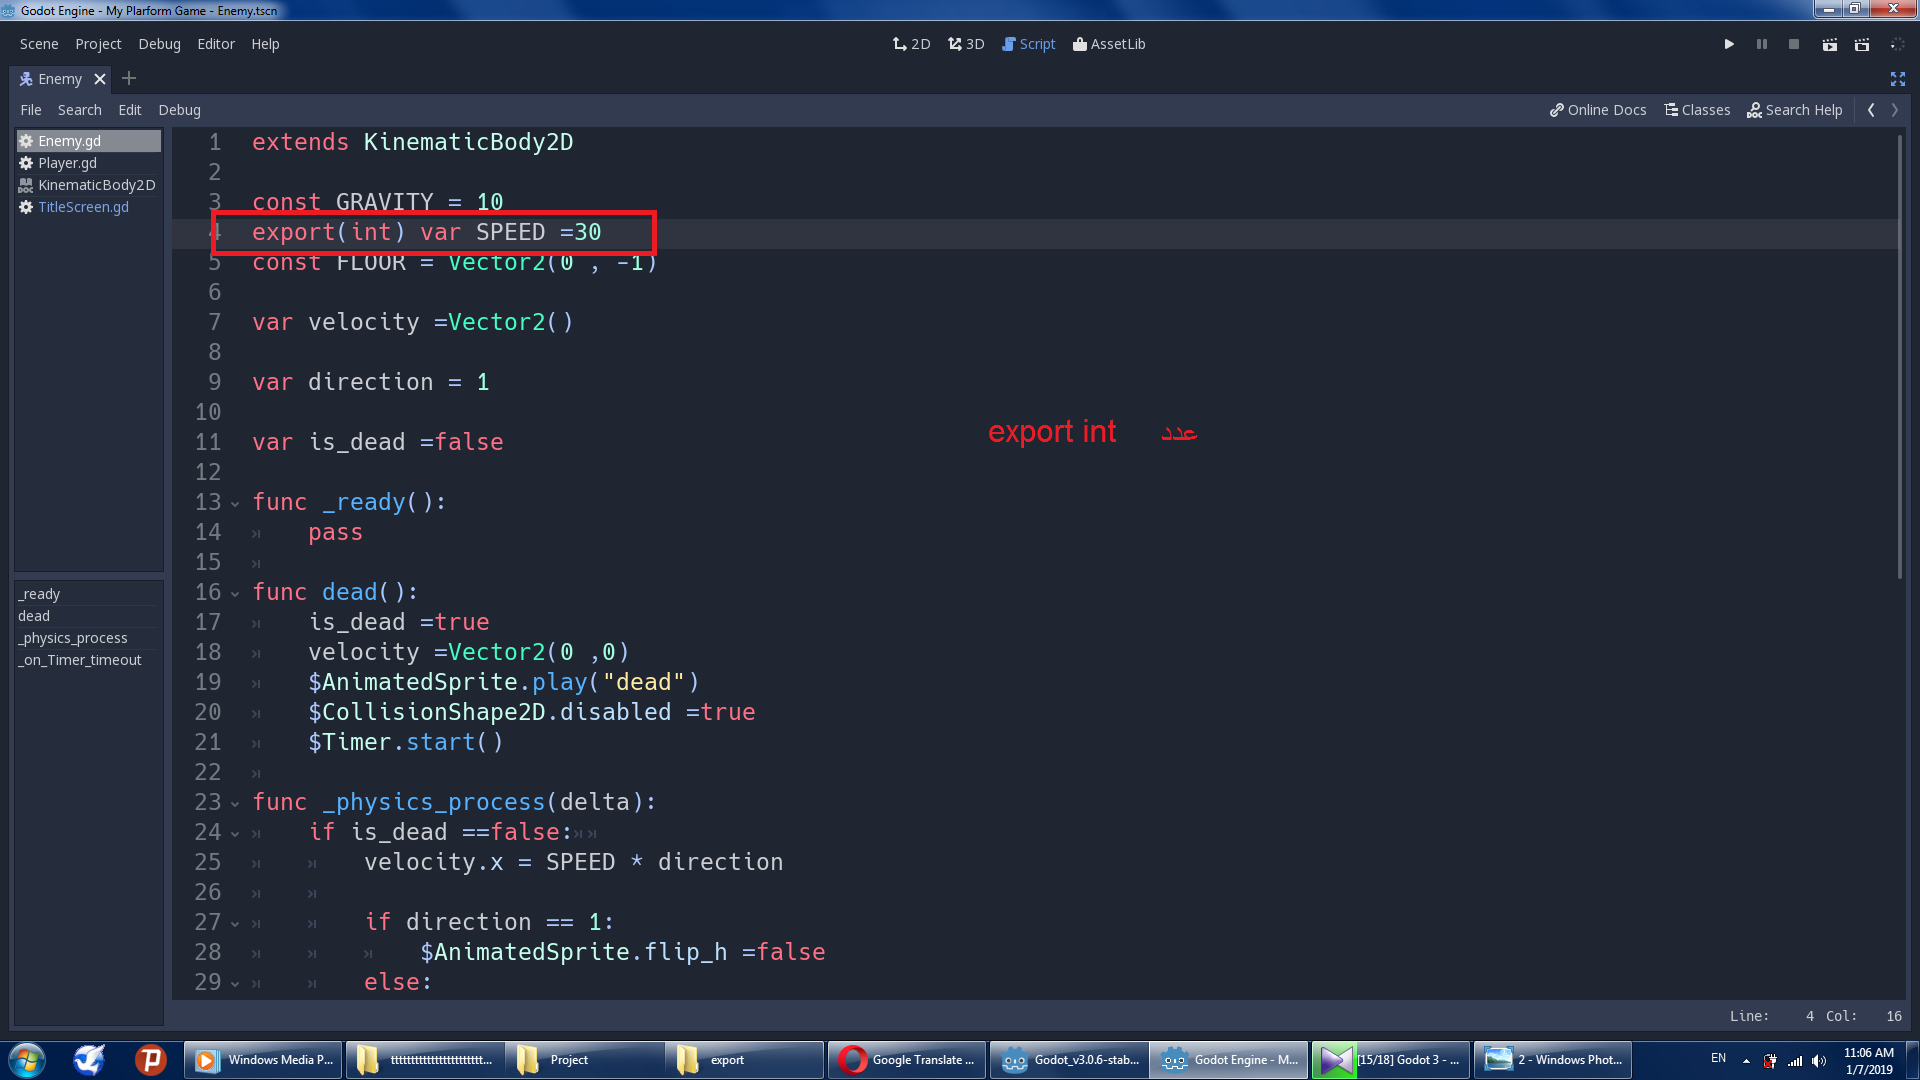 Godot Engine - My Plarform Game - Enemy.tscn
Scene Project Debug Editor Help
2D 3D Script AssetLib
Enemy
File Search Edit Debug
Online Docs Classes Search Help
Enemy.gd
Player.gd
KinematicBody2D
TitleScreen.gd
_ready
dead
_physics_process
_on_Timer_timeout
1 extends KinematicBody2D
2
3 const GRAVITY = 10
4 export(int) var SPEED =30
5 const FLOOR = Vector2(0 , -1)
6
7 var velocity =Vector2()
8
9 var direction = 1
10
11 var is_dead =false
12
13 func _ready():
14 pass
15
16 func dead():
17 is_dead =true
18 velocity =Vector2(0 ,0)
19 $AnimatedSprite.play("dead")
20 $CollisionShape2D.disabled =true
21 $Timer.start()
22
23 func _physics_process(delta):
24 if is_dead ==false:
25 velocity.x = SPEED * direction
26
27 if direction == 1:
28 $AnimatedSprite.flip_h =false
29 else:
export int عدد
Line: 4 Col: 16
Windows Media P...
ttttttttttttttttttttttt...
Project
export
Google Translate ...
Godot_v3.0.6-stab...
Godot Engine - M...
[15/18] Godot 3 - ...
2 - Windows Phot...
EN
11:06 AM
1/7/2019